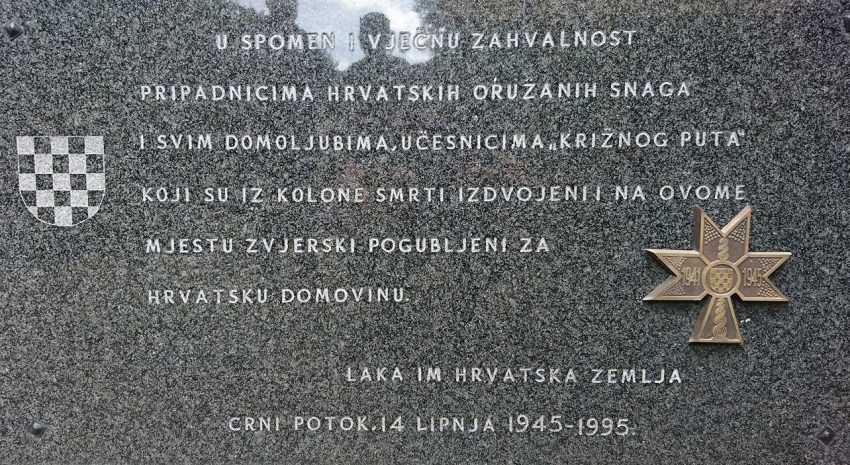 U SPOMEN I VJEČNU ZAHVALNOST
PRIPADNICIMA HRVATSKIH ORUŽANIH SNAGA
I SVIM DOMOLJUBIMA, UČESNICIMA „KRIŽNOG PUTA“
KOJI SU IZ KOLONE SMRTI IZDVOJENI I NA OVOME
MJESTU ZVJERSKI POGUBLJENI ZA
1941 1945
HRVATSKU DOMOVINU.
LAKA IM HRVATSKA ZEMLJA
CRNI POTOK, 14 LIPNJA 1945-1995.